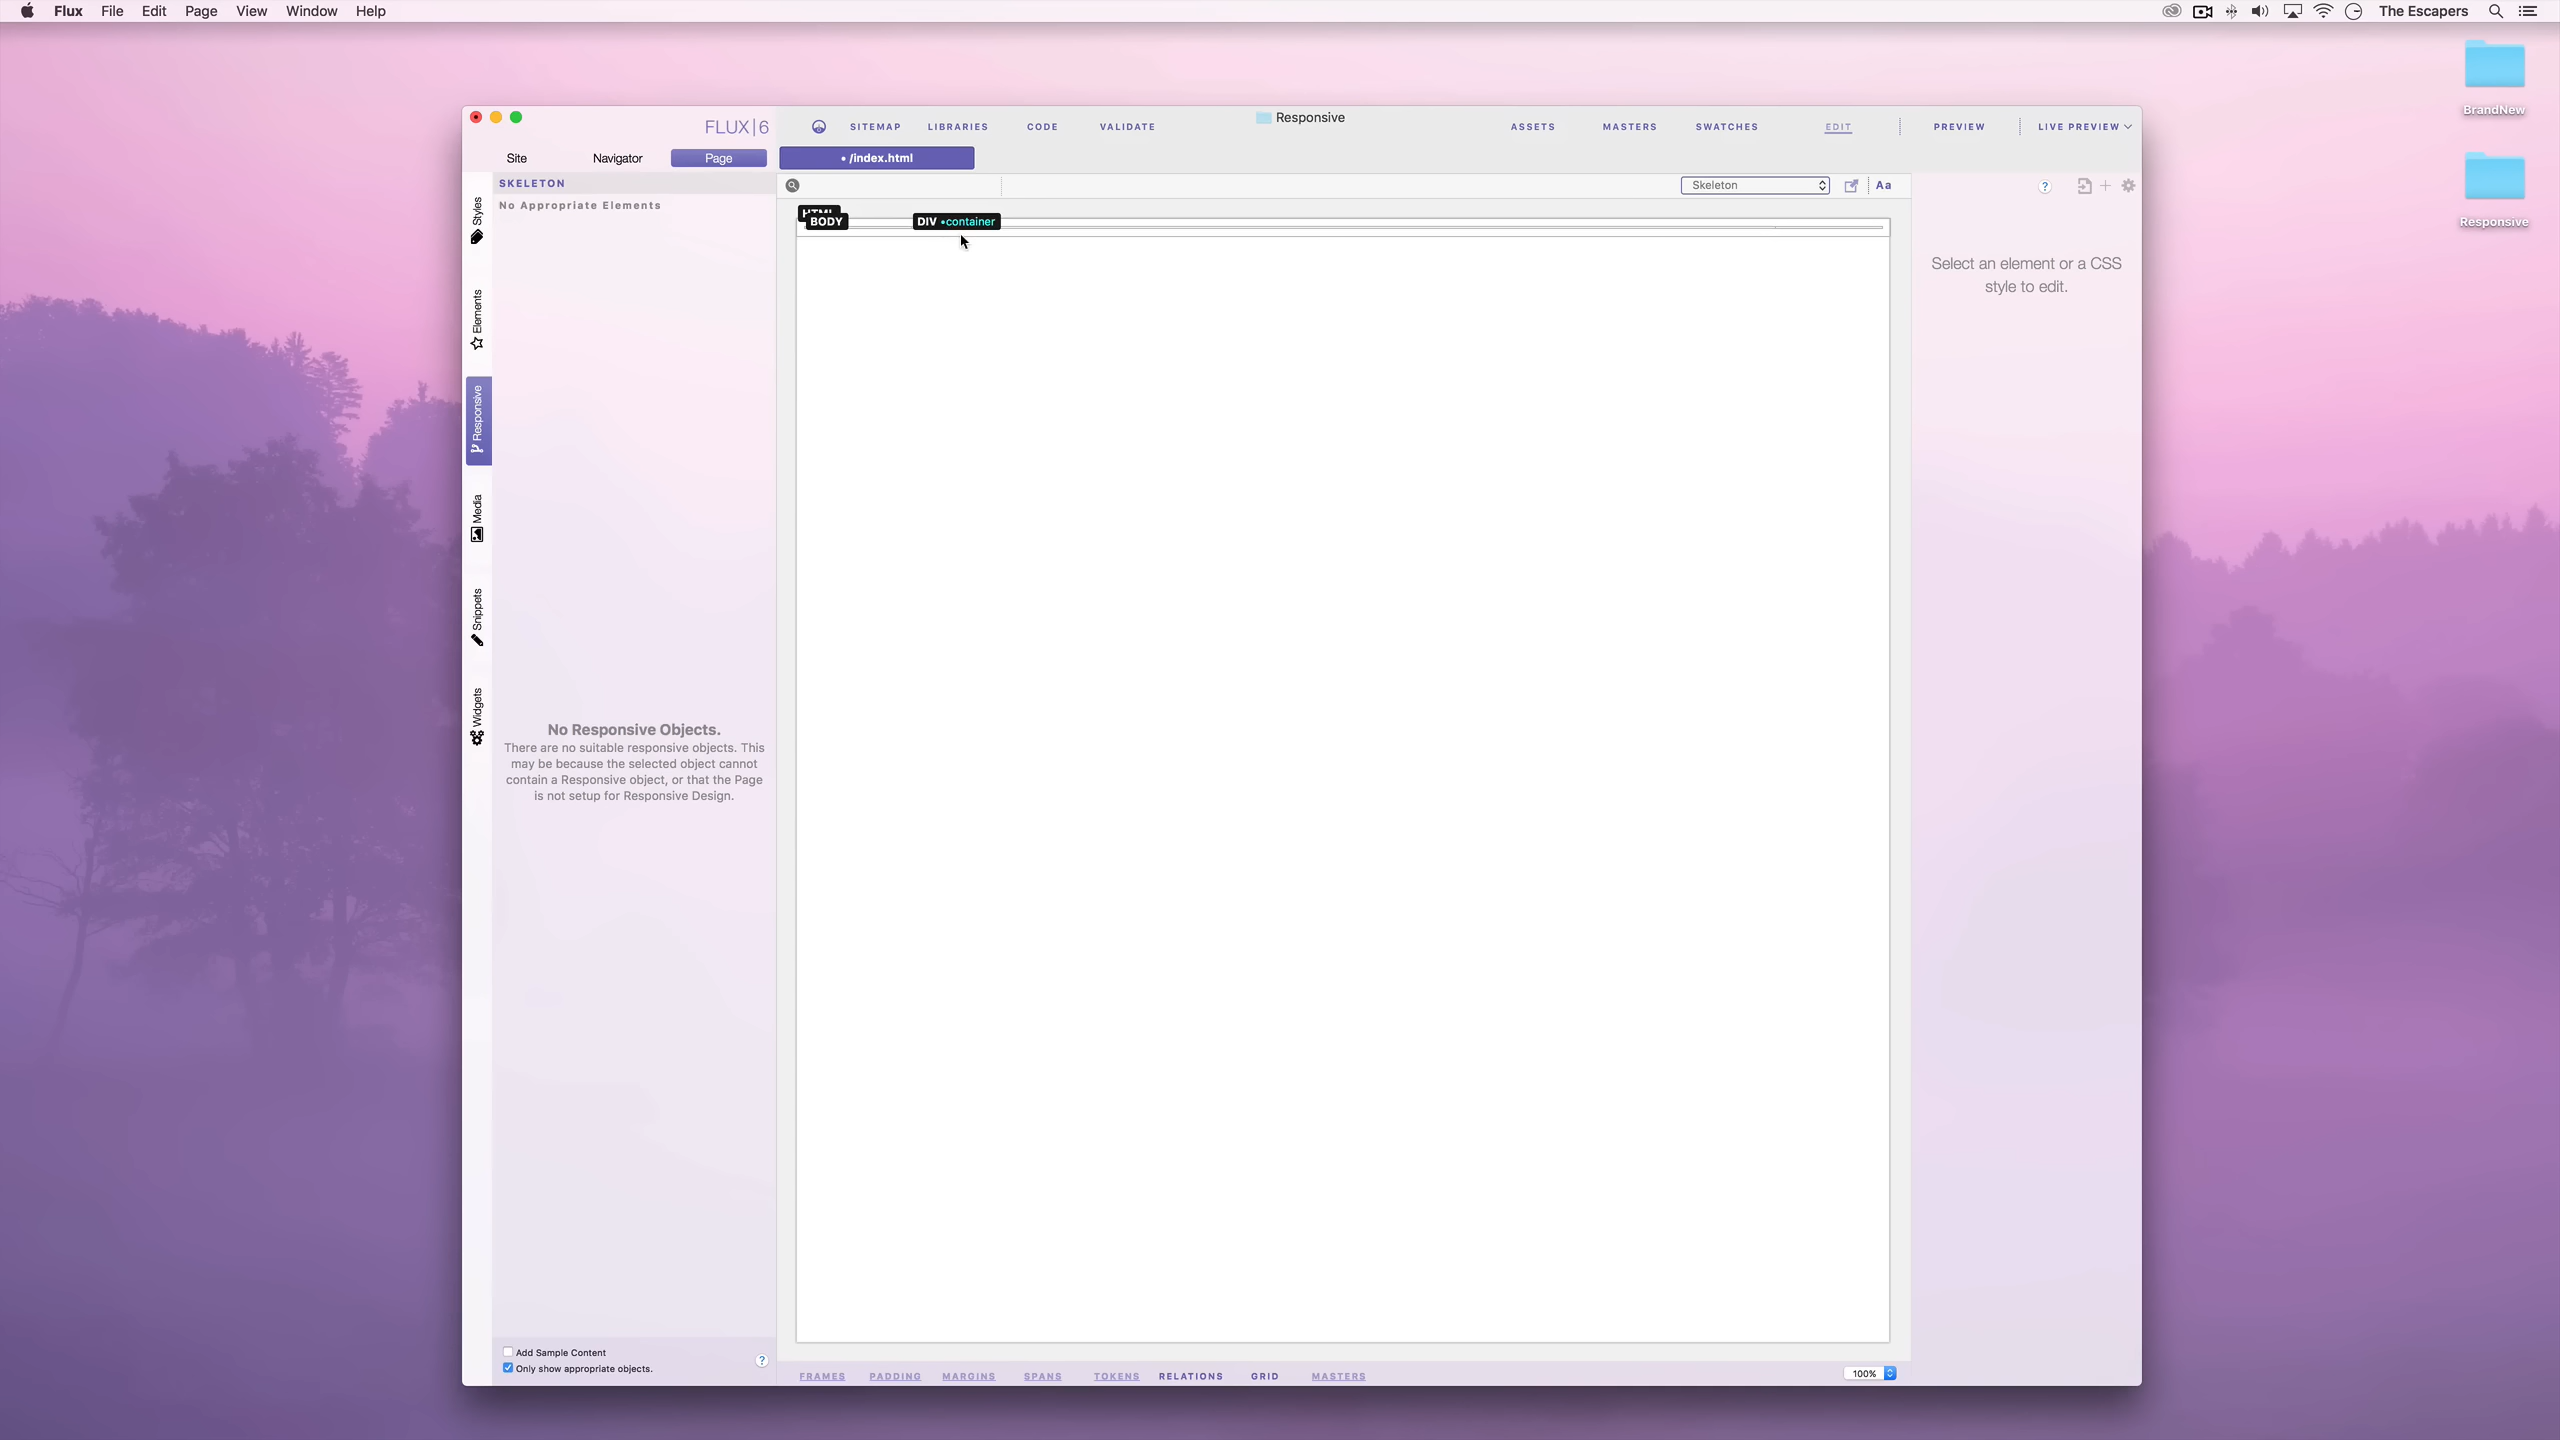 Flux File Edit Page View Window Help
The Escapers
BrandNew
Responsive
Responsive
FLUX|6
SITEMAP LIBRARIES CODE VALIDATE
ASSETS MASTERS SWATCHES EDIT PREVIEW LIVE PREVIEW
Site Navigator Page
• /index.html
SKELETON
No Appropriate Elements
Skeleton
Aa
?
HTML
BODY
DIV •container
Select an element or a CSS
style to edit.
Styles
Elements
Responsive
Media
Snippets
Widgets
No Responsive Objects.
There are no suitable responsive objects. This
may be because the selected object cannot
contain a Responsive object, or that the Page
is not setup for Responsive Design.
Add Sample Content
Only show appropriate objects.
?
FRAMES PADDING MARGINS SPANS TOKENS RELATIONS GRID MASTERS
100%